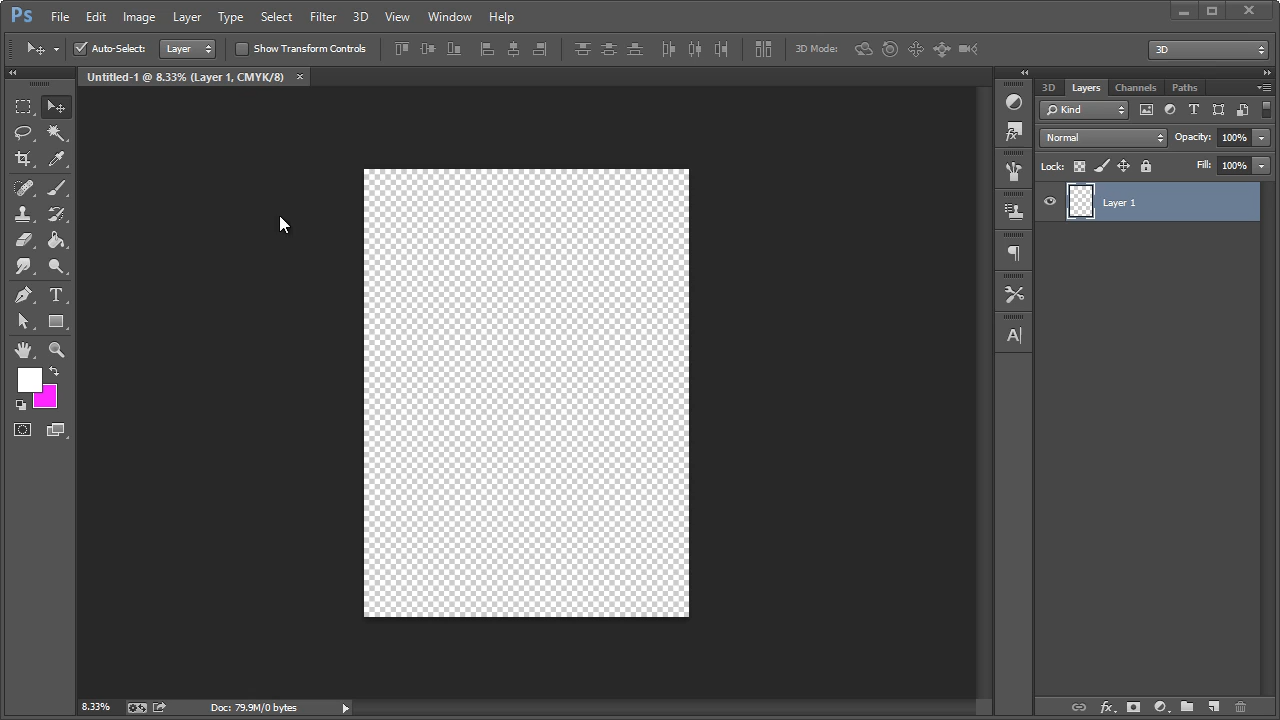 Ps File Edit Image Layer Type Select Filter 3D View Window Help
Auto-Select: Layer Show Transform Controls 3D Mode: 3D
Untitled-1 @ 8.33% (Layer 1, CMYK/8)
3D Layers Channels Paths
Kind
Normal Opacity: 100%
Lock: Fill: 100%
Layer 1
8.33% Doc: 79.9M/0 bytes